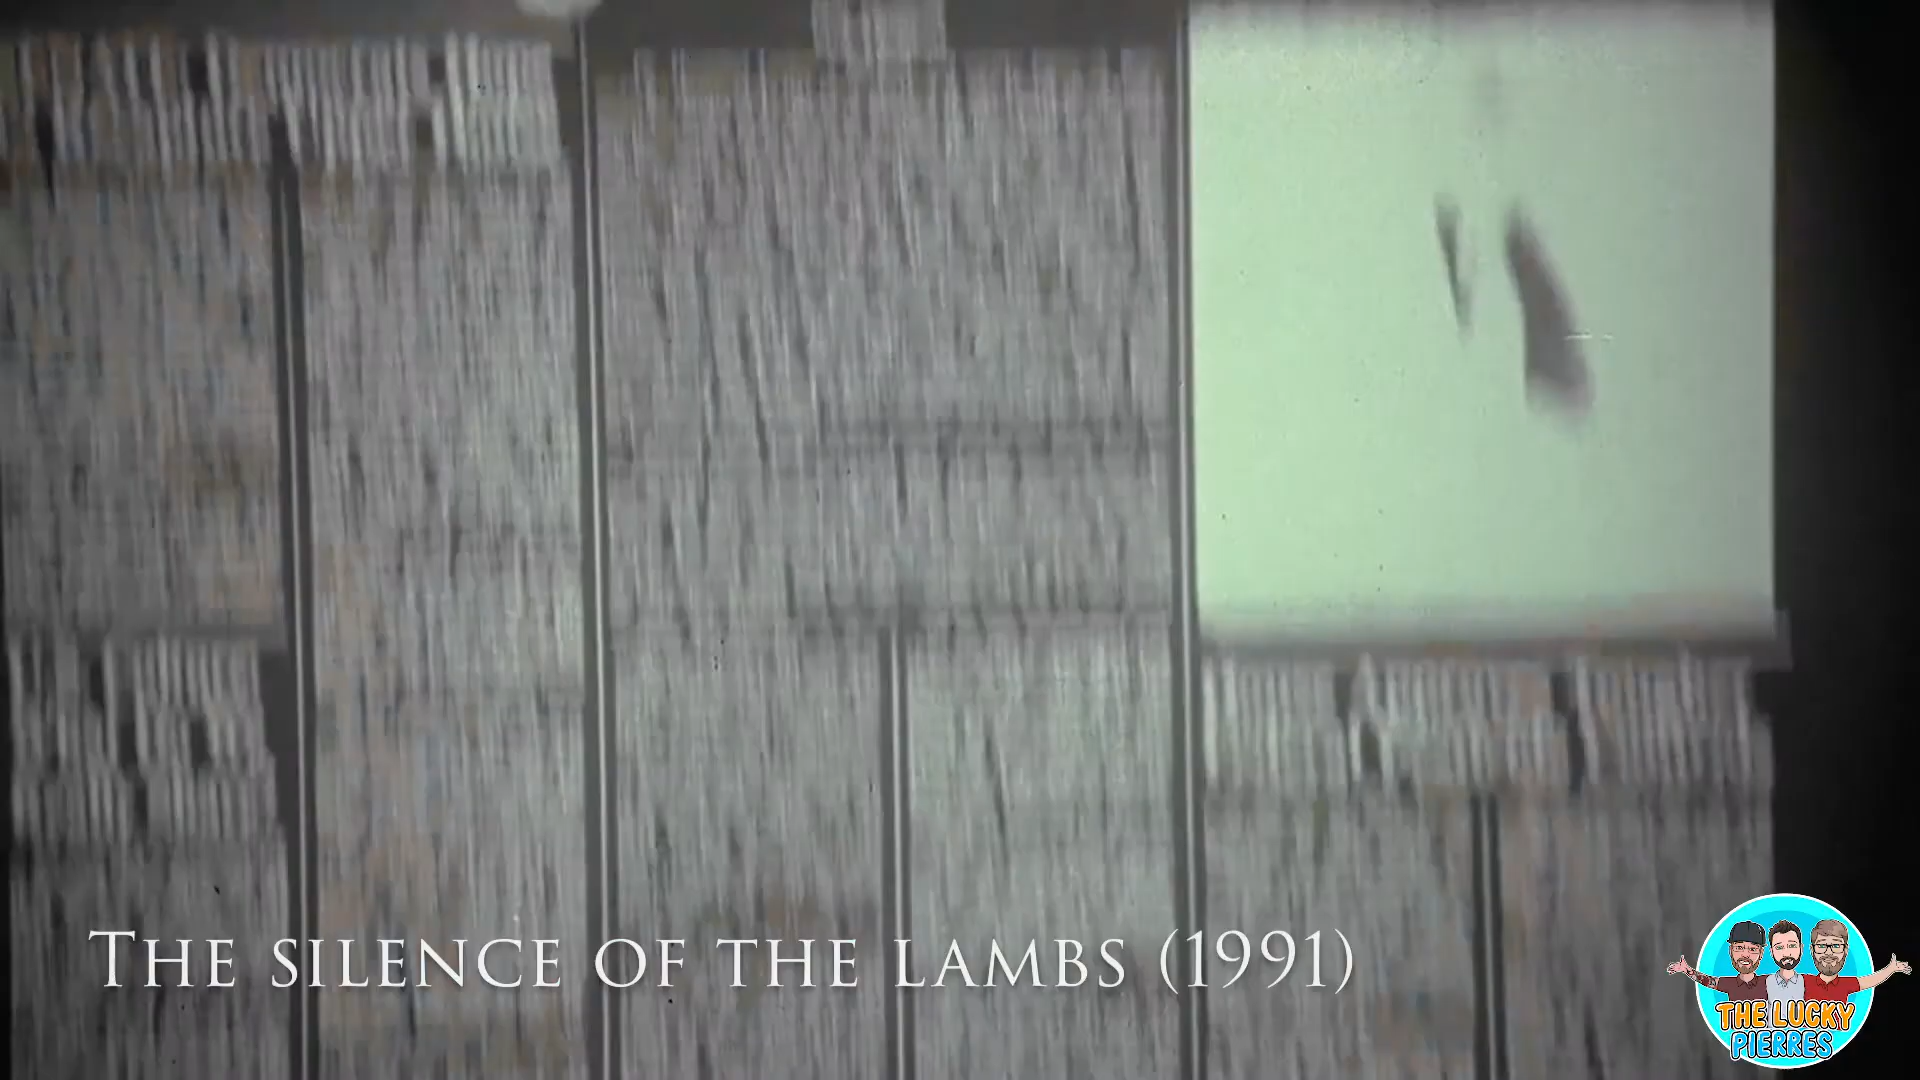 THE SILENCE OF THE LAMBS (1991)
THE LUCKY
PIERRES